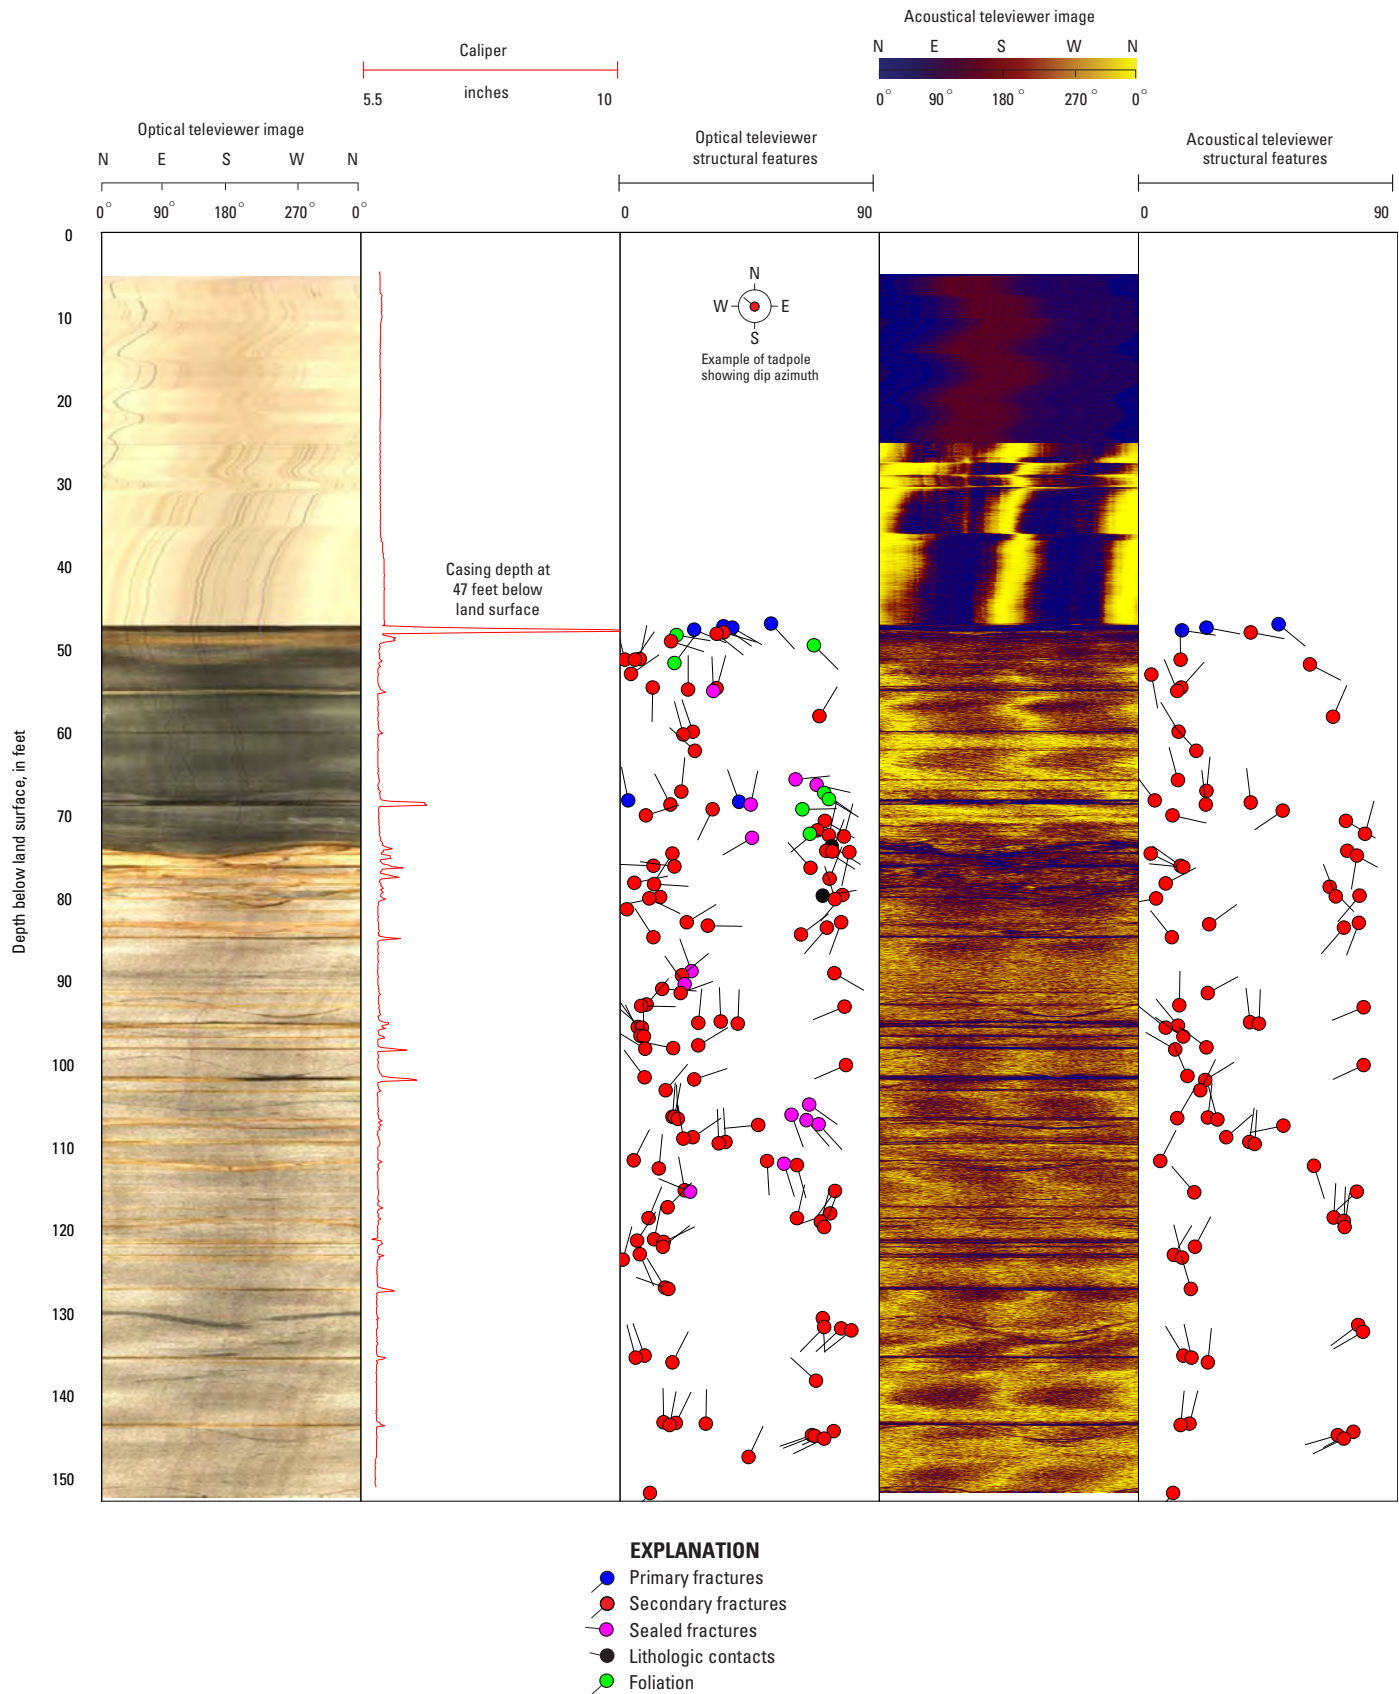 Acoustical televiewer image
N E S W N
0° 90° 180° 270° 0°
Caliper
inches
5.5 10
Optical televiewer image
N E S W N
0° 90° 180° 270° 0°
Optical televiewer
structural features
0 90
Acoustical televiewer
structural features
0 90
Depth below land surface, in feet
0
10
20
30
40
50
60
70
80
90
100
110
120
130
140
150
N
W E
S
Example of tadpole
showing dip azimuth
Casing depth at
47 feet below
land surface
EXPLANATION
Primary fractures
Secondary fractures
Sealed fractures
Lithologic contacts
Foliation